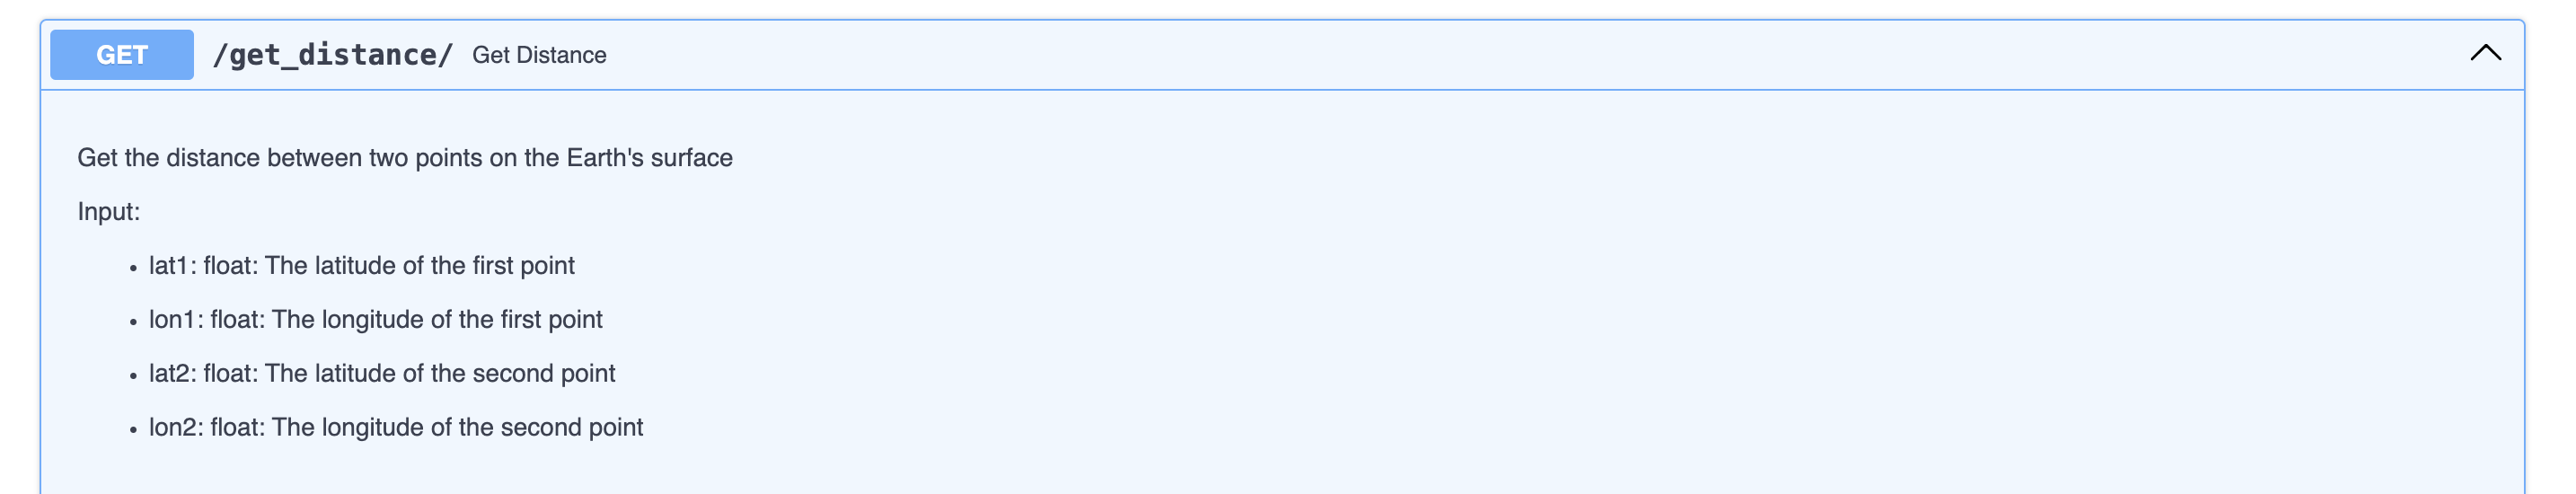 GET /get_distance/ Get Distance
Get the distance between two points on the Earth's surface
Input:
• lat1: float: The latitude of the first point
• lon1: float: The longitude of the first point
• lat2: float: The latitude of the second point
• lon2: float: The longitude of the second point